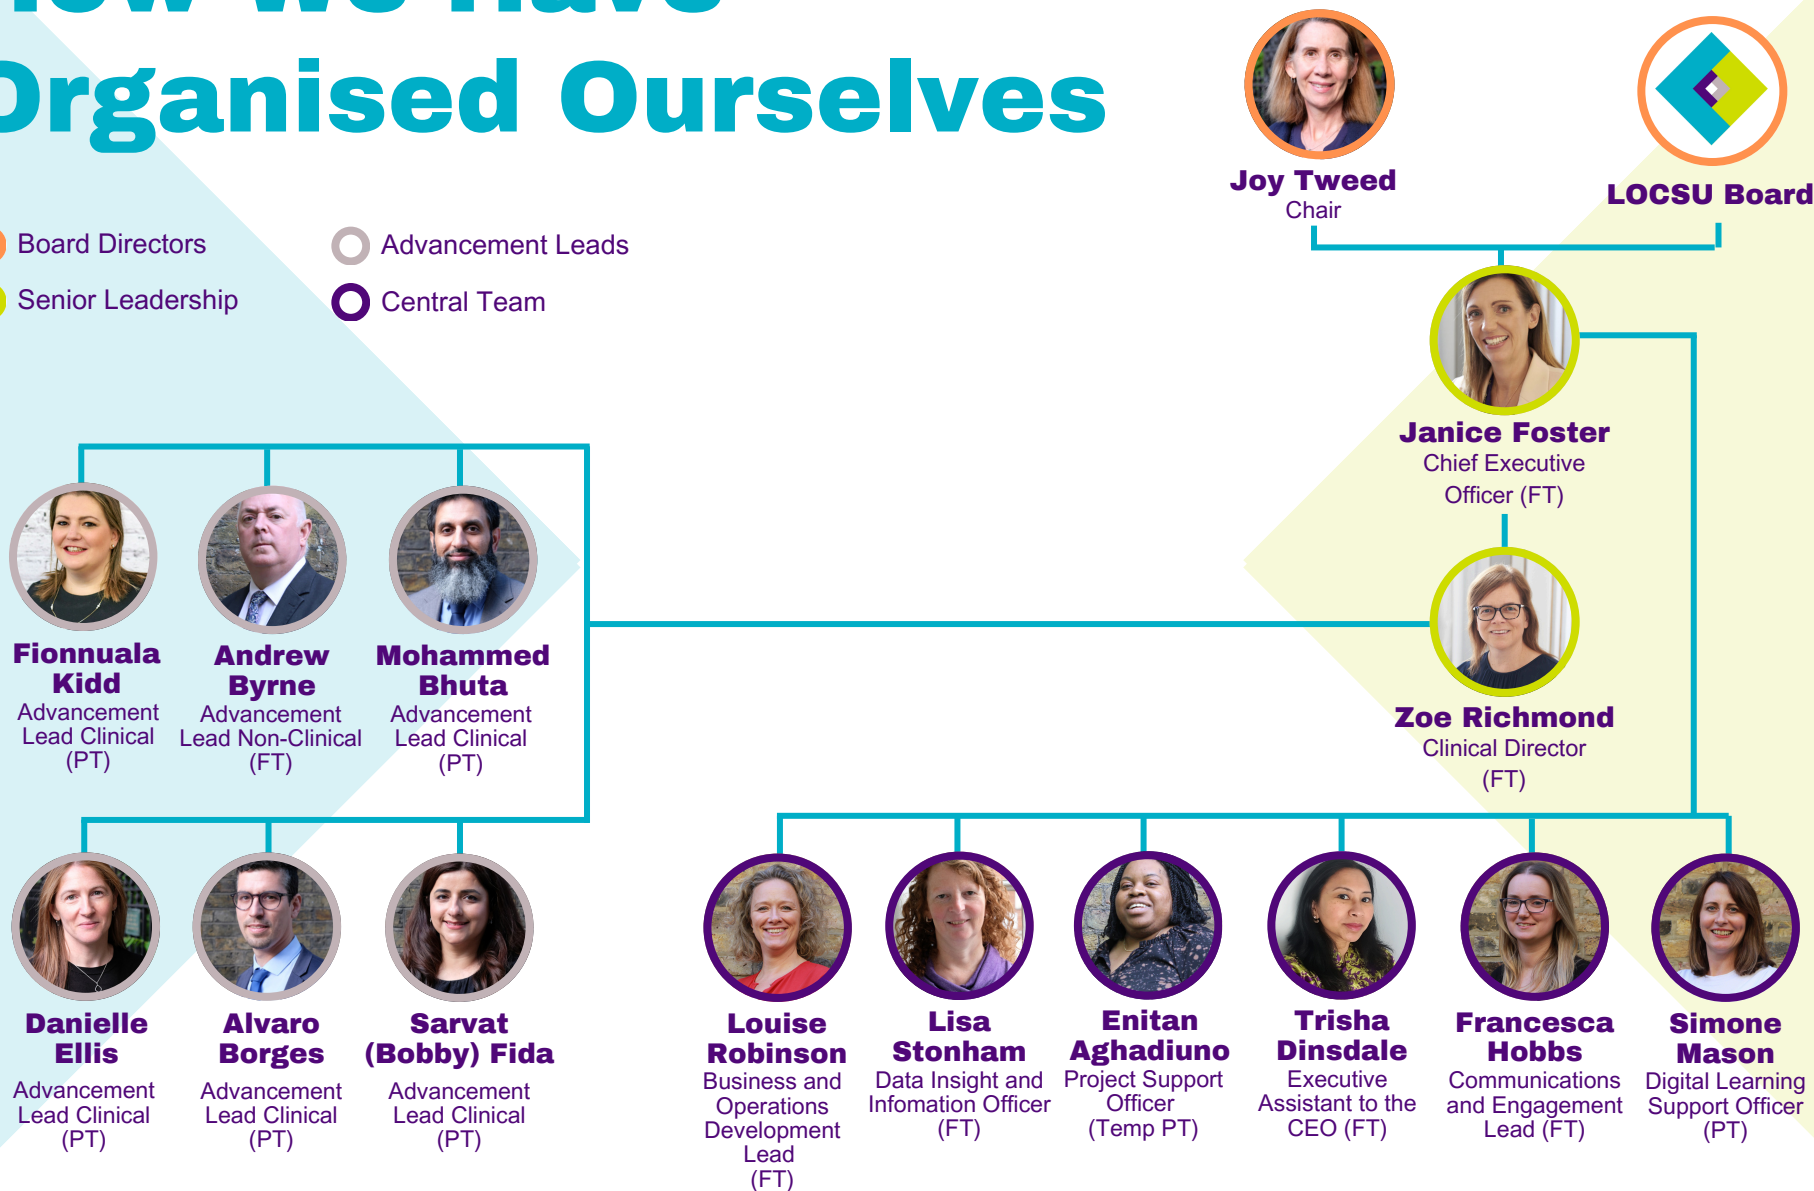 How we have
Organised Ourselves
Board Directors
Advancement Leads
Senior Leadership
Central Team
Joy Tweed
Chair
LOCSU Board
Janice Foster
Chief Executive
Officer (FT)
Zoe Richmond
Clinical Director
(FT)
Fionnuala
Kidd
Advancement
Lead Clinical
(PT)
Andrew
Byrne
Advancement
Lead Non-Clinical
(FT)
Mohammed
Bhuta
Advancement
Lead Clinical
(PT)
Danielle
Ellis
Advancement
Lead Clinical
(PT)
Alvaro
Borges
Advancement
Lead Clinical
(PT)
Sarvat
(Bobby) Fida
Advancement
Lead Clinical
(PT)
Louise
Robinson
Business and
Operations
Development
Lead
(FT)
Lisa
Stonham
Data Insight and
Infomation Officer
(FT)
Enitan
Aghadiuno
Project Support
Officer
(Temp PT)
Trisha
Dinsdale
Executive
Assistant to the
CEO (FT)
Francesca
Hobbs
Communications
and Engagement
Lead (FT)
Simone
Mason
Digital Learning
Support Officer
(PT)